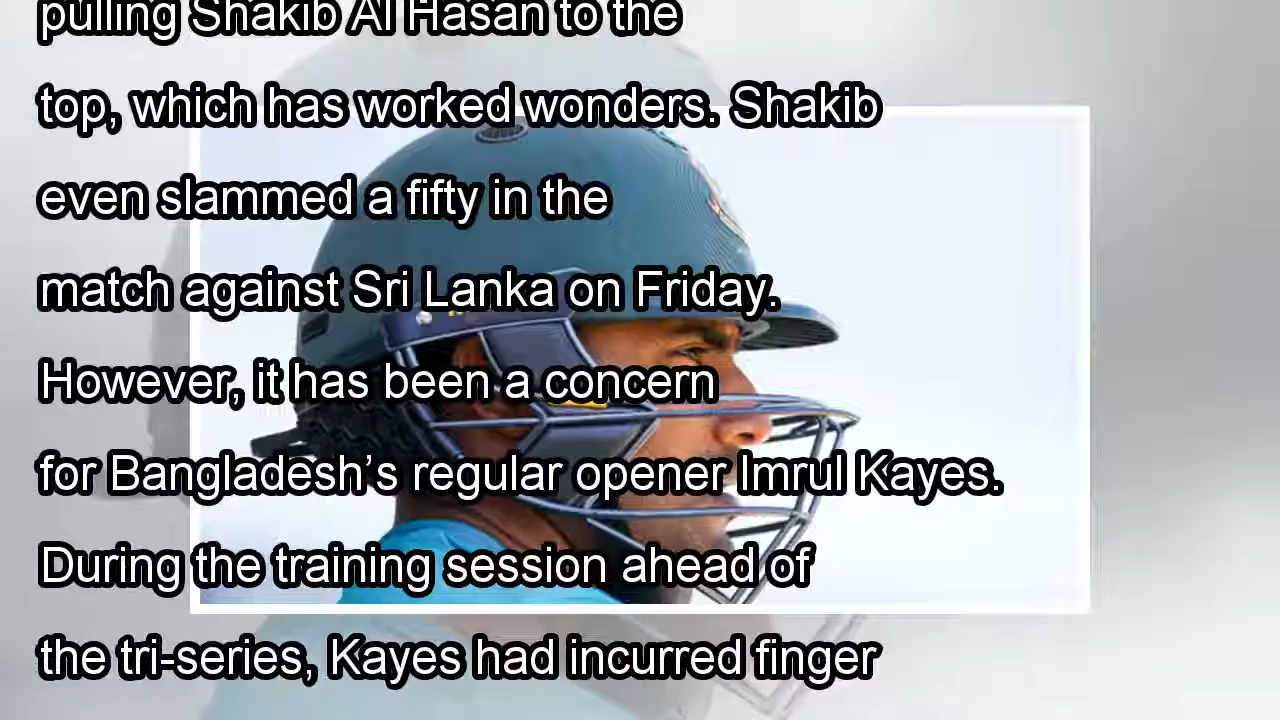 pulling Shakib Al Hasan to the
top, which has worked wonders. Shakib
even slammed a fifty in the
match against Sri Lanka on Friday.
However, it has been a concern
for Bangladesh’s regular opener Imrul Kayes.
During the training session ahead of
the tri-series, Kayes had incurred finger